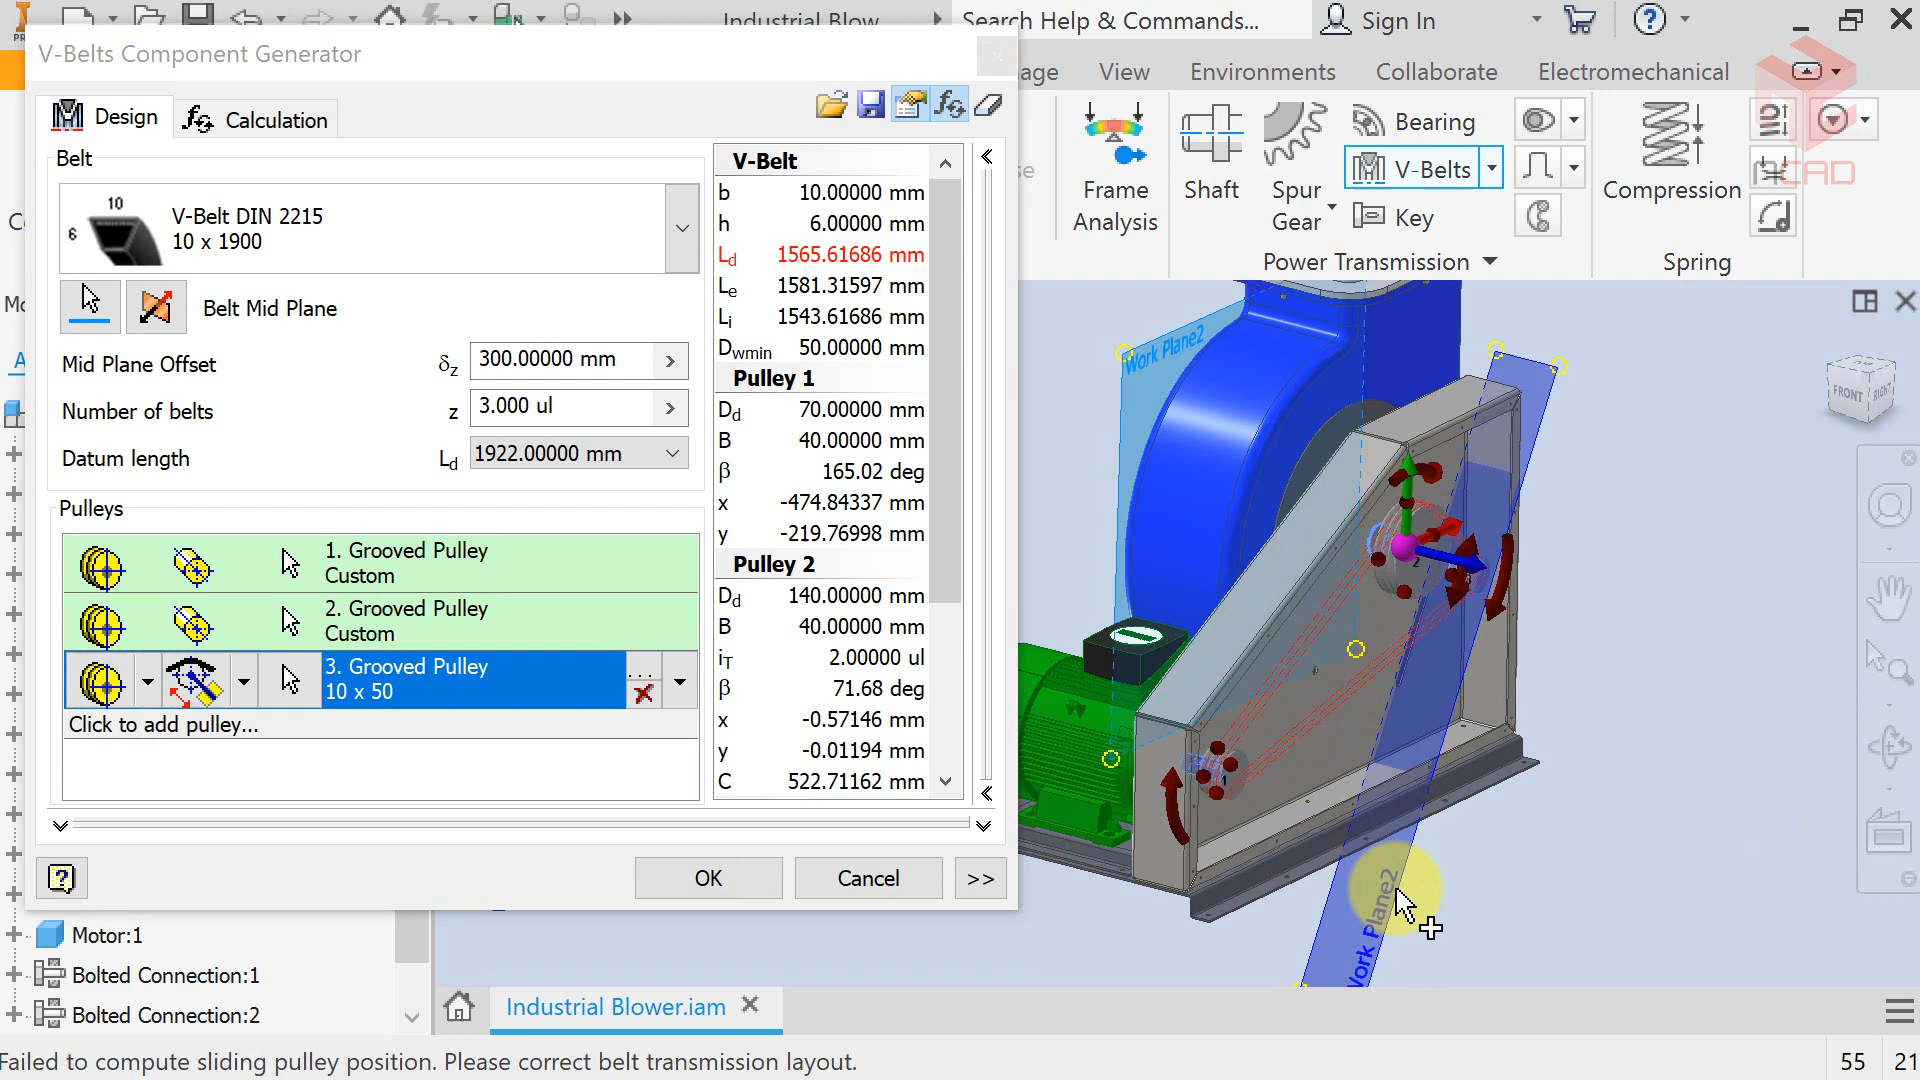 Industrial Blow
Search Help & Commands...
Sign In
V-Belts Component Generator
age
View
Environments
Collaborate
Electromechanical
Design
Calculation
Frame Analysis
Shaft
Spur Gear
Bearing
V-Belts
Key
Compression
Power Transmission
Spring
CAD
Belt
10
6
V-Belt DIN 2215
10 x 1900
Belt Mid Plane
Mid Plane Offset δz 300.00000 mm
Number of belts z 3.000 ul
Datum length Ld 1922.00000 mm
Pulleys
1. Grooved Pulley
Custom
2. Grooved Pulley
Custom
3. Grooved Pulley
10 x 50
...
Click to add pulley...
V-Belt
b 10.00000 mm
h 6.00000 mm
Ld 1565.61686 mm
Le 1581.31597 mm
Li 1543.61686 mm
Dwmin 50.00000 mm
Pulley 1
Dd 70.00000 mm
B 40.00000 mm
β 165.02 deg
x -474.84337 mm
y -219.76998 mm
Pulley 2
Dd 140.00000 mm
B 40.00000 mm
iT 2.00000 ul
β 71.68 deg
x -0.57146 mm
y -0.01194 mm
C 522.71162 mm
OK
Cancel
>>
Work Plane2
FRONT
RIGHT
2
1
Work Plane2
Motor:1
Bolted Connection:1
Bolted Connection:2
Industrial Blower.iam
Failed to compute sliding pulley position. Please correct belt transmission layout.
55
21